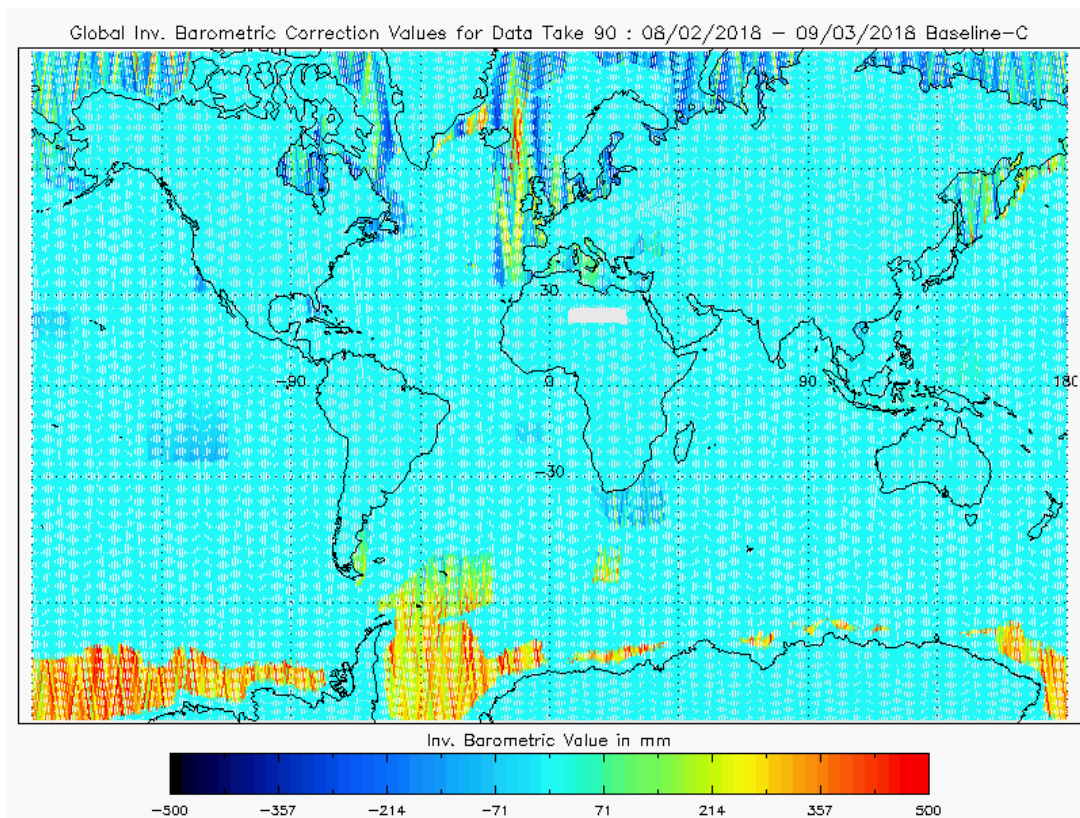 Global Inv. Barometric Correction Values for Data Take 90 : 08/02/2018 – 09/03/2018 Baseline-C
30
-90 0 90 180
-30
Inv. Barometric Value in mm
-500 -357 -214 -71 71 214 357 500